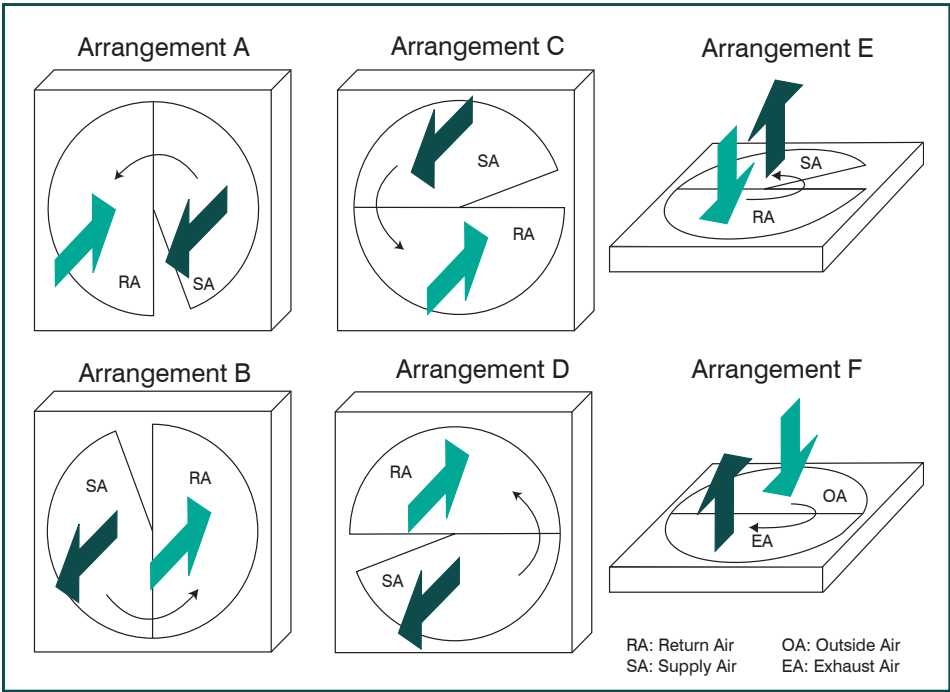 Arrangement A
RA
SA
Arrangement C
SA
RA
Arrangement E
SA
RA
Arrangement B
SA
RA
Arrangement D
RA
SA
Arrangement F
OA
EA
RA: Return Air OA: Outside Air
SA: Supply Air EA: Exhaust Air